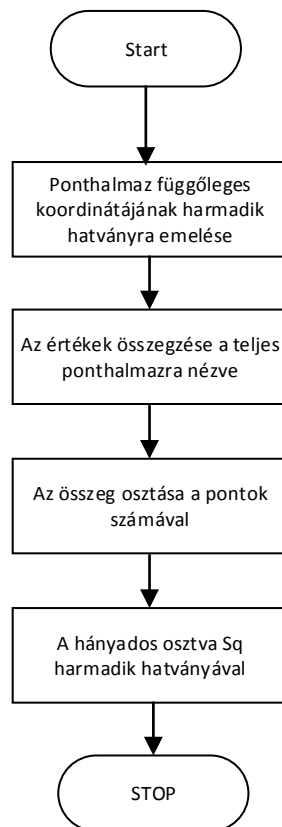 Start
Ponthalmaz függőleges
koordinátájának harmadik
hatványra emelése
Az értékek összegzése a teljes
ponthalmazra nézve
Az összeg osztása a pontok
számával
A hányados osztva Sq
harmadik hatványával
STOP